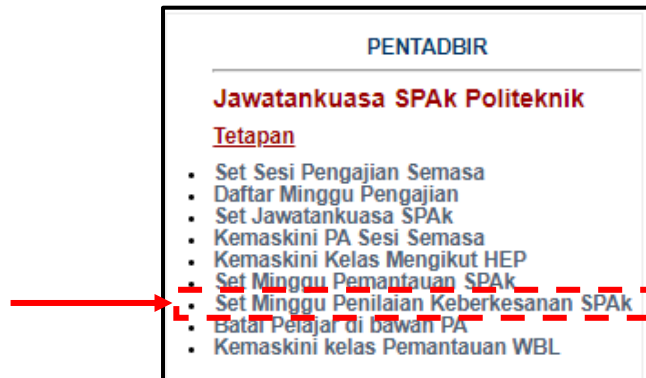 PENTADBIR
Jawatankuasa SPAk Politeknik
Tetapan
Set Sesi Pengajian Semasa
Daftar Minggu Pengajian
Set Jawatankuasa SPAk
Kemaskini PA Sesi Semasa
Kemaskini Kelas Mengikut HEP
Set Minggu Pemantauan SPAk
Set Minggu Penilaian Keberkesanan SPAk
Batal Pelajar di bawah PA
Kemaskini kelas Pemantauan WBL